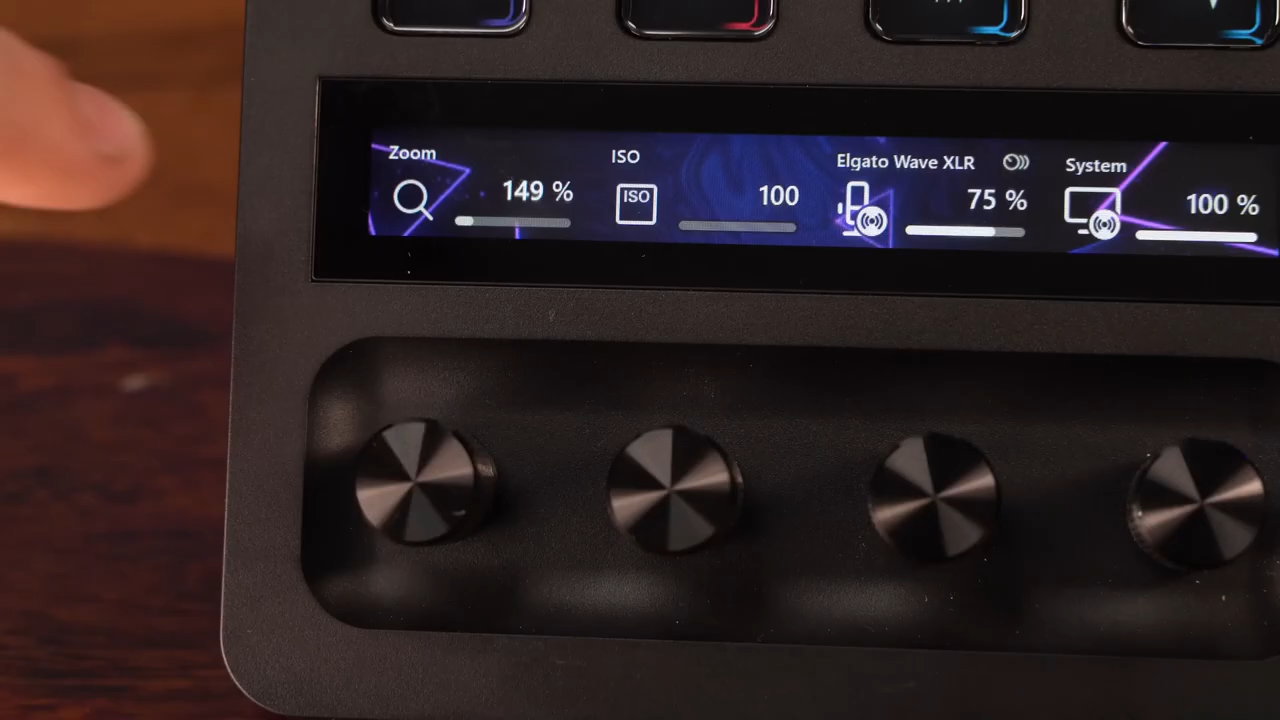 Zoom
149 %
ISO
ISO
100
Elgato Wave XLR
75 %
System
100 %